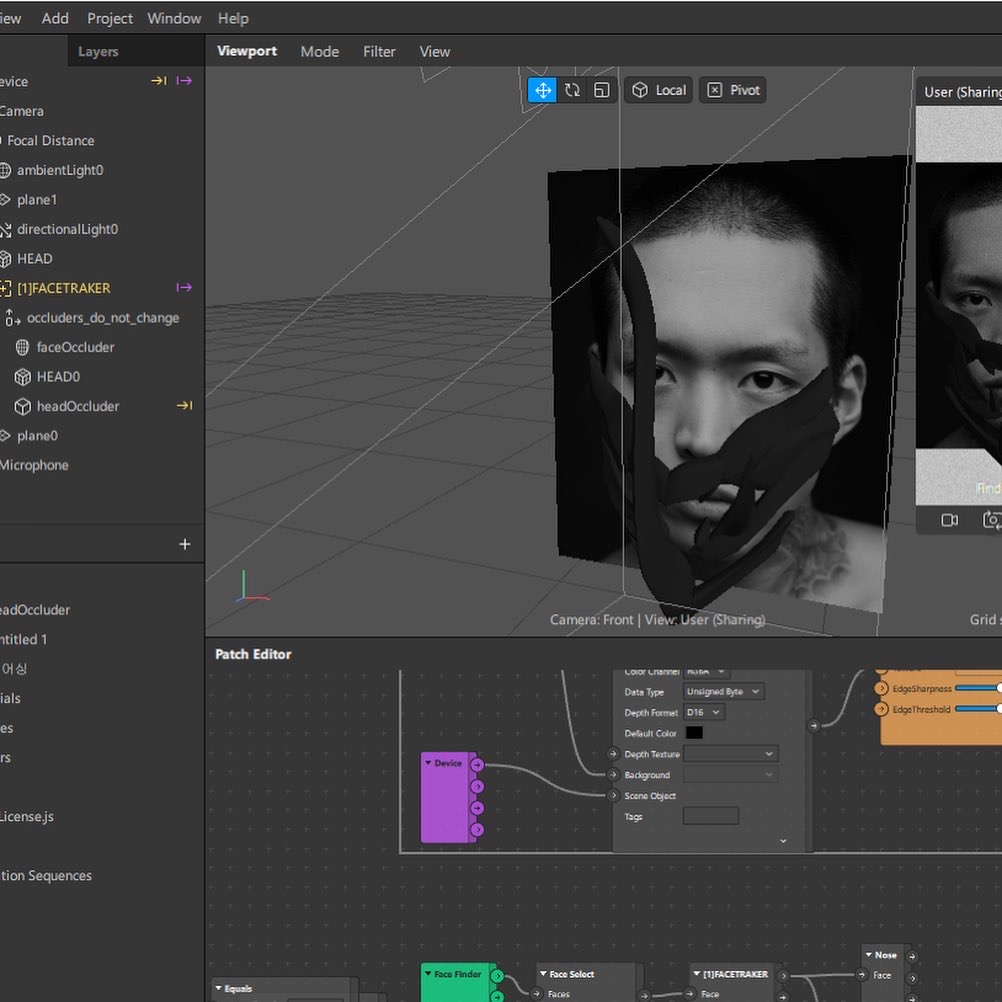 Add Project Window Help
Layers
Viewport Mode Filter View
Camera
Focal Distance
ambientLight0
plane1
directionalLight0
HEAD
[1]FACETRAKER
occluders_do_not_change
faceOccluder
HEAD0
headOccluder
plane0
Microphone
Local
Pivot
User (Sharing
Find
Camera: Front | View: User (Sharing)
Grid
+
eadOccluder
ntitled 1
어싱
ials
es
rs
License.js
tion Sequences
Patch Editor
Color Channel RGBA
Data Type Unsigned Byte
Depth Format D16
Default Color
Depth Texture
Background
Scene Object
Tags
Device
EdgeSharpness
EdgeThreshold
Equals
Face Finder
Face Select
Faces
[1]FACETRAKER
Face
Nose
Face